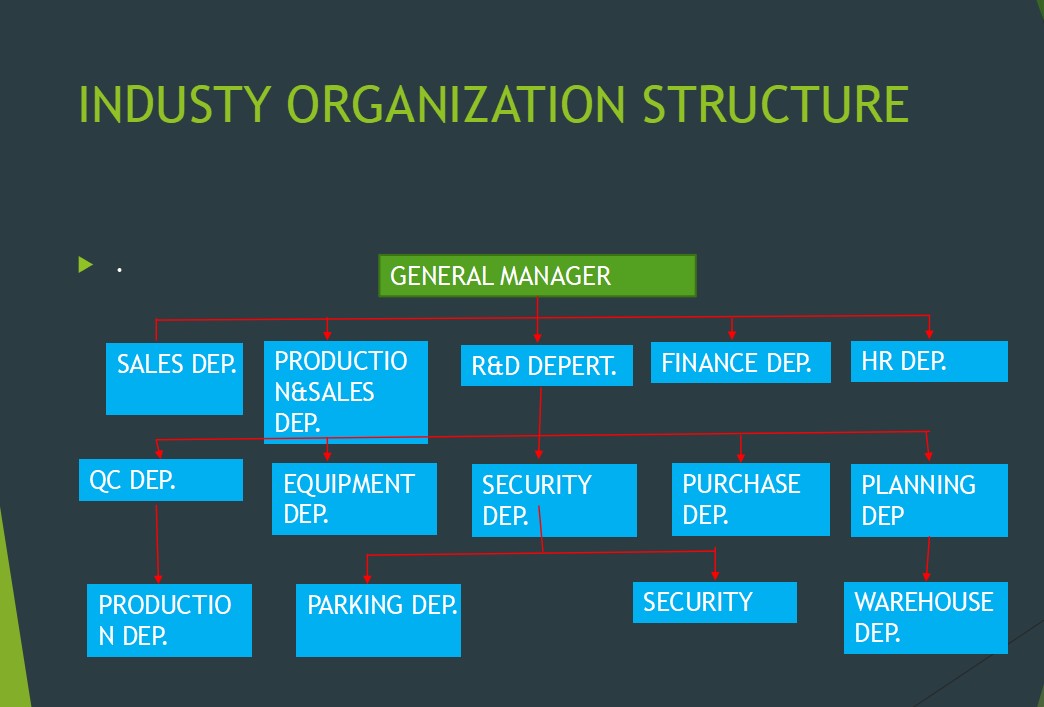 INDUSTY ORGANIZATION STRUCTURE
.
GENERAL MANAGER
SALES DEP.
PRODUCTIO
N&SALES
DEP.
R&D DEPERT.
FINANCE DEP.
HR DEP.
QC DEP.
EQUIPMENT
DEP.
SECURITY
DEP.
PURCHASE
DEP.
PLANNING
DEP
PRODUCTIO
N DEP.
PARKING DEP.
SECURITY
WAREHOUSE
DEP.